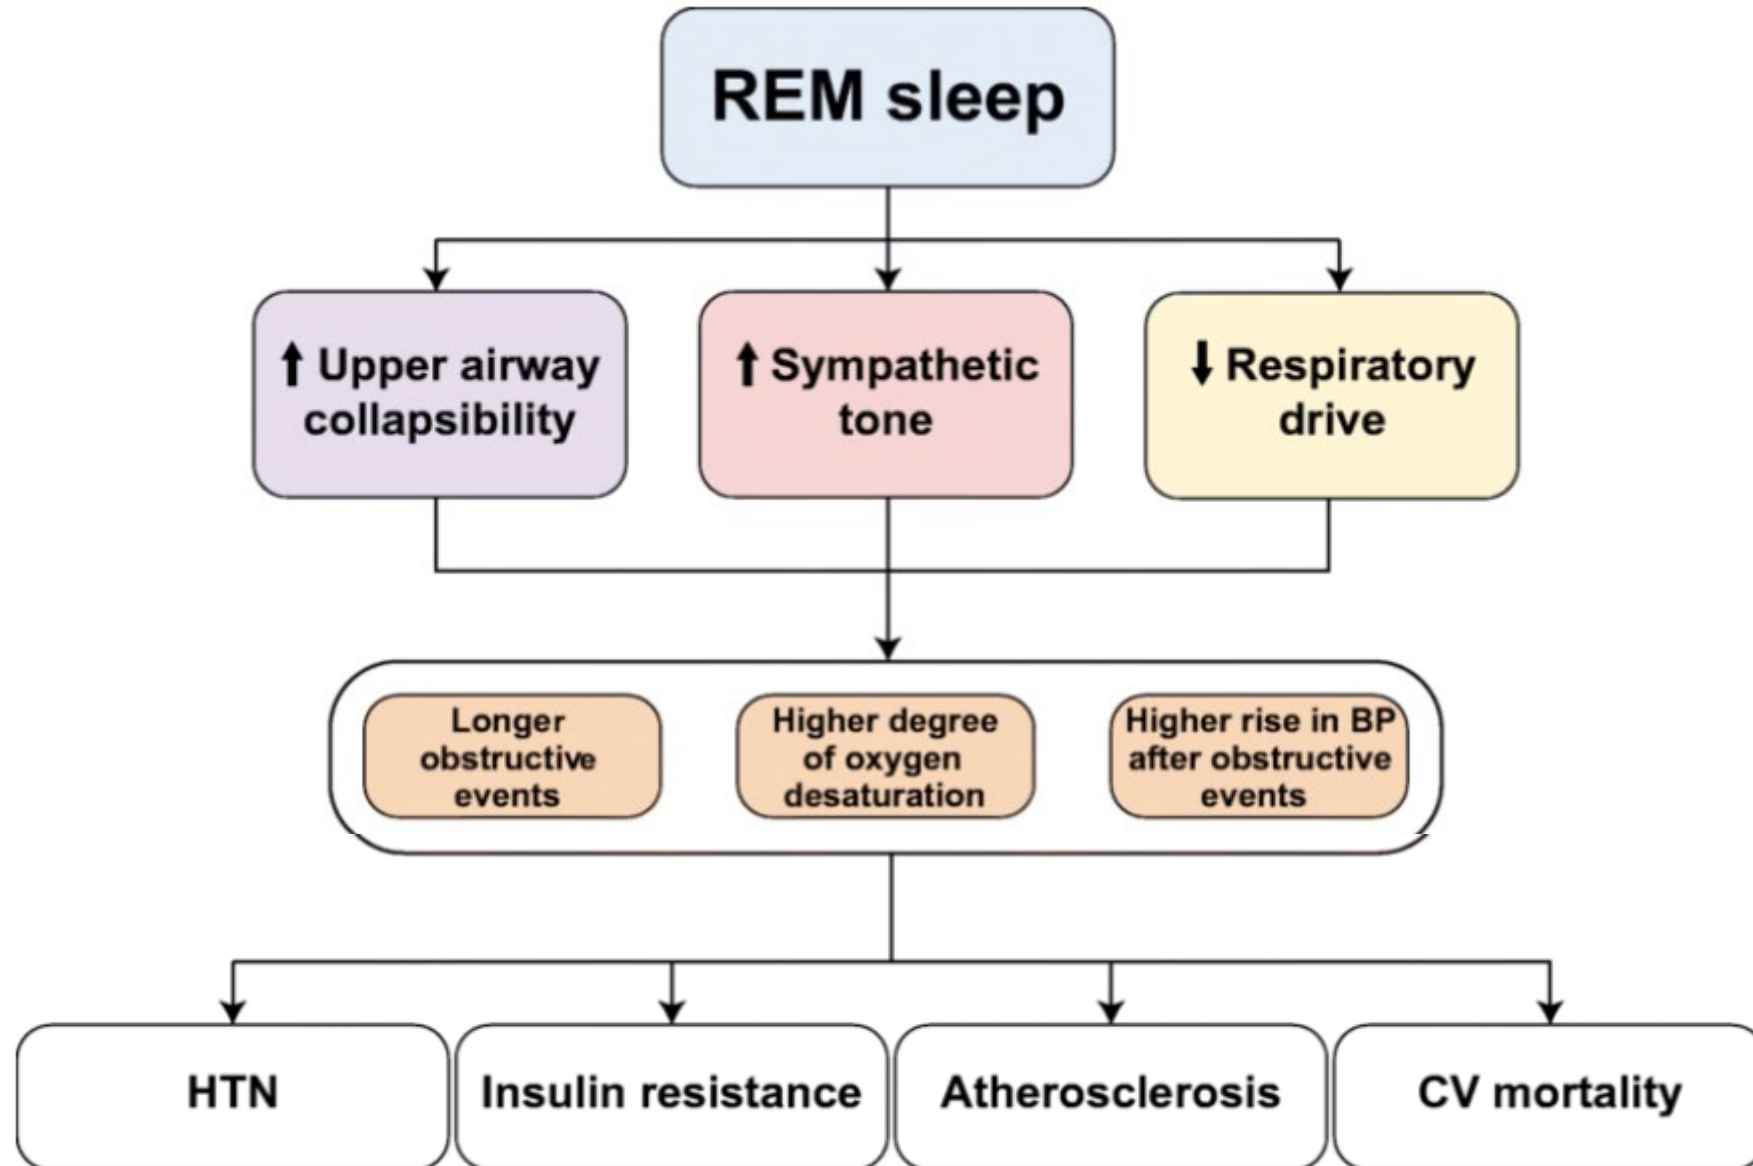 REM sleep
↑ Upper airway
collapsibility
↑ Sympathetic
tone
↓ Respiratory
drive
Longer
obstructive
events
Higher degree
of oxygen
desaturation
Higher rise in BP
after obstructive
events
HTN
Insulin resistance
Atherosclerosis
CV mortality